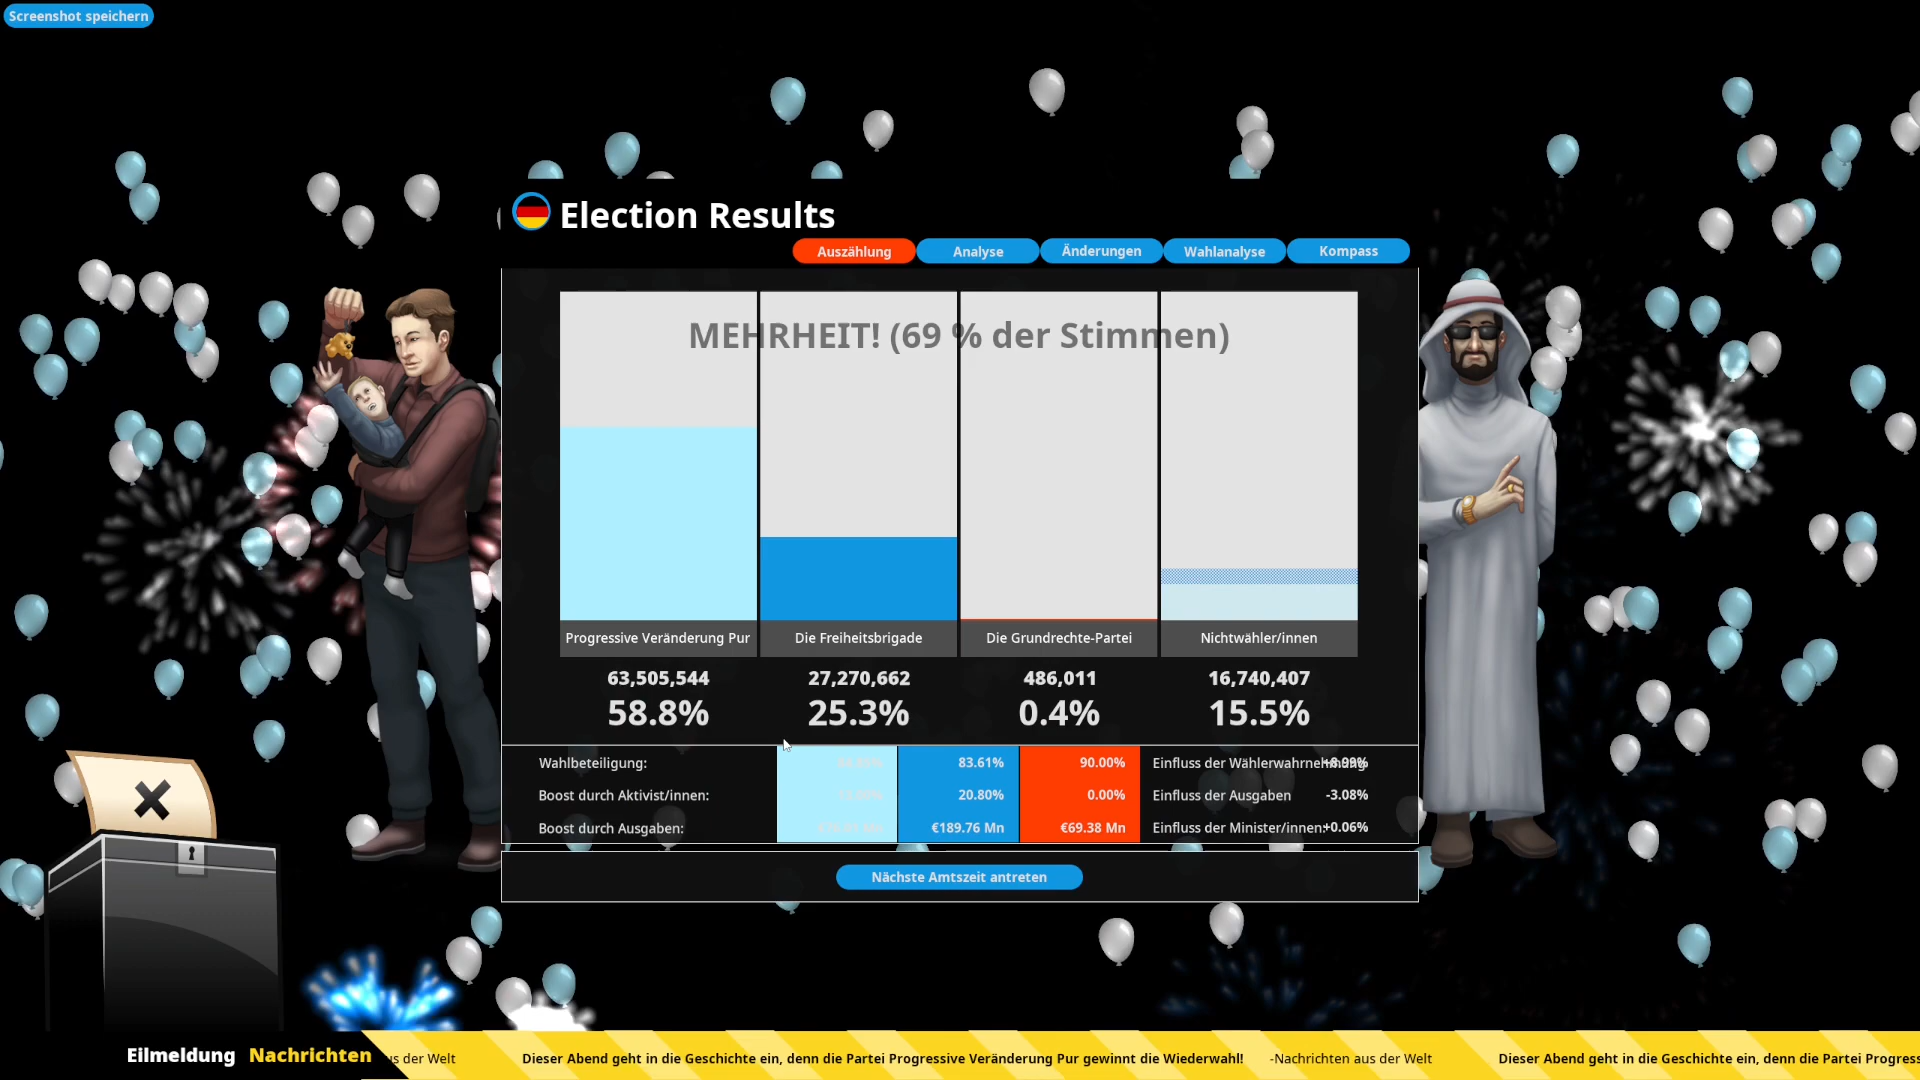 Screenshot speichern
Election Results
Auszählung Analyse Änderungen Wahlanalyse Kompass
MEHRHEIT! (69 % der Stimmen)
Progressive Veränderung Pur Die Freiheitsbrigade Die Grundrechte-Partei Nichtwähler/innen
63,505,544 27,270,662 486,011 16,740,407
58.8% 25.3% 0.4% 15.5%
Wahlbeteiligung: 83.61% 90.00% Einfluss der Wählerwahrnehmung
Boost durch Aktivist/innen: 20.80% 0.00% Einfluss der Ausgaben -3.08%
Boost durch Ausgaben: €189.76 Mn €69.38 Mn Einfluss der Minister/innen: +0.06%
Nächste Amtszeit antreten
Eilmeldung Nachrichten us der Welt Dieser Abend geht in die Geschichte ein, denn die Partei Progressive Veränderung Pur gewinnt die Wiederwahl! -Nachrichten aus der Welt Dieser Abend geht in die Geschichte ein, denn die Partei Progress